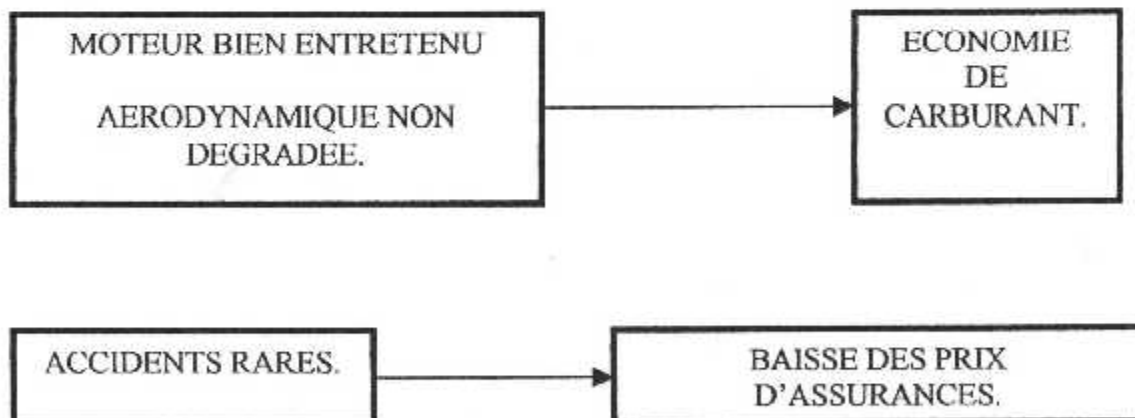 MOTEUR BIEN ENTRETENU
AERODYNAMIQUE NON
DEGRADEE.
ECONOMIE
DE
CARBURANT.
ACCIDENTS RARES.
BAISSE DES PRIX
D'ASSURANCES.